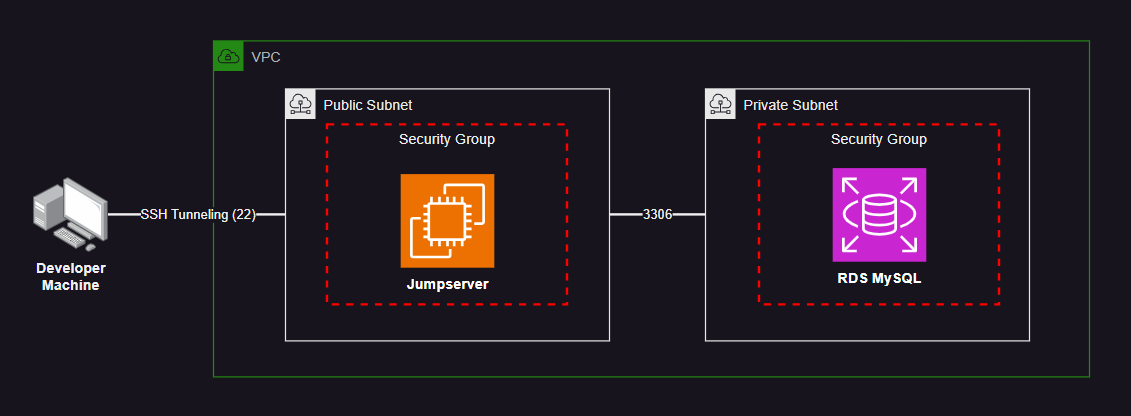 VPC
Public Subnet
Private Subnet
Security Group
Security Group
SSH Tunneling (22)
3306
Developer
Machine
Jumpserver
RDS MySQL